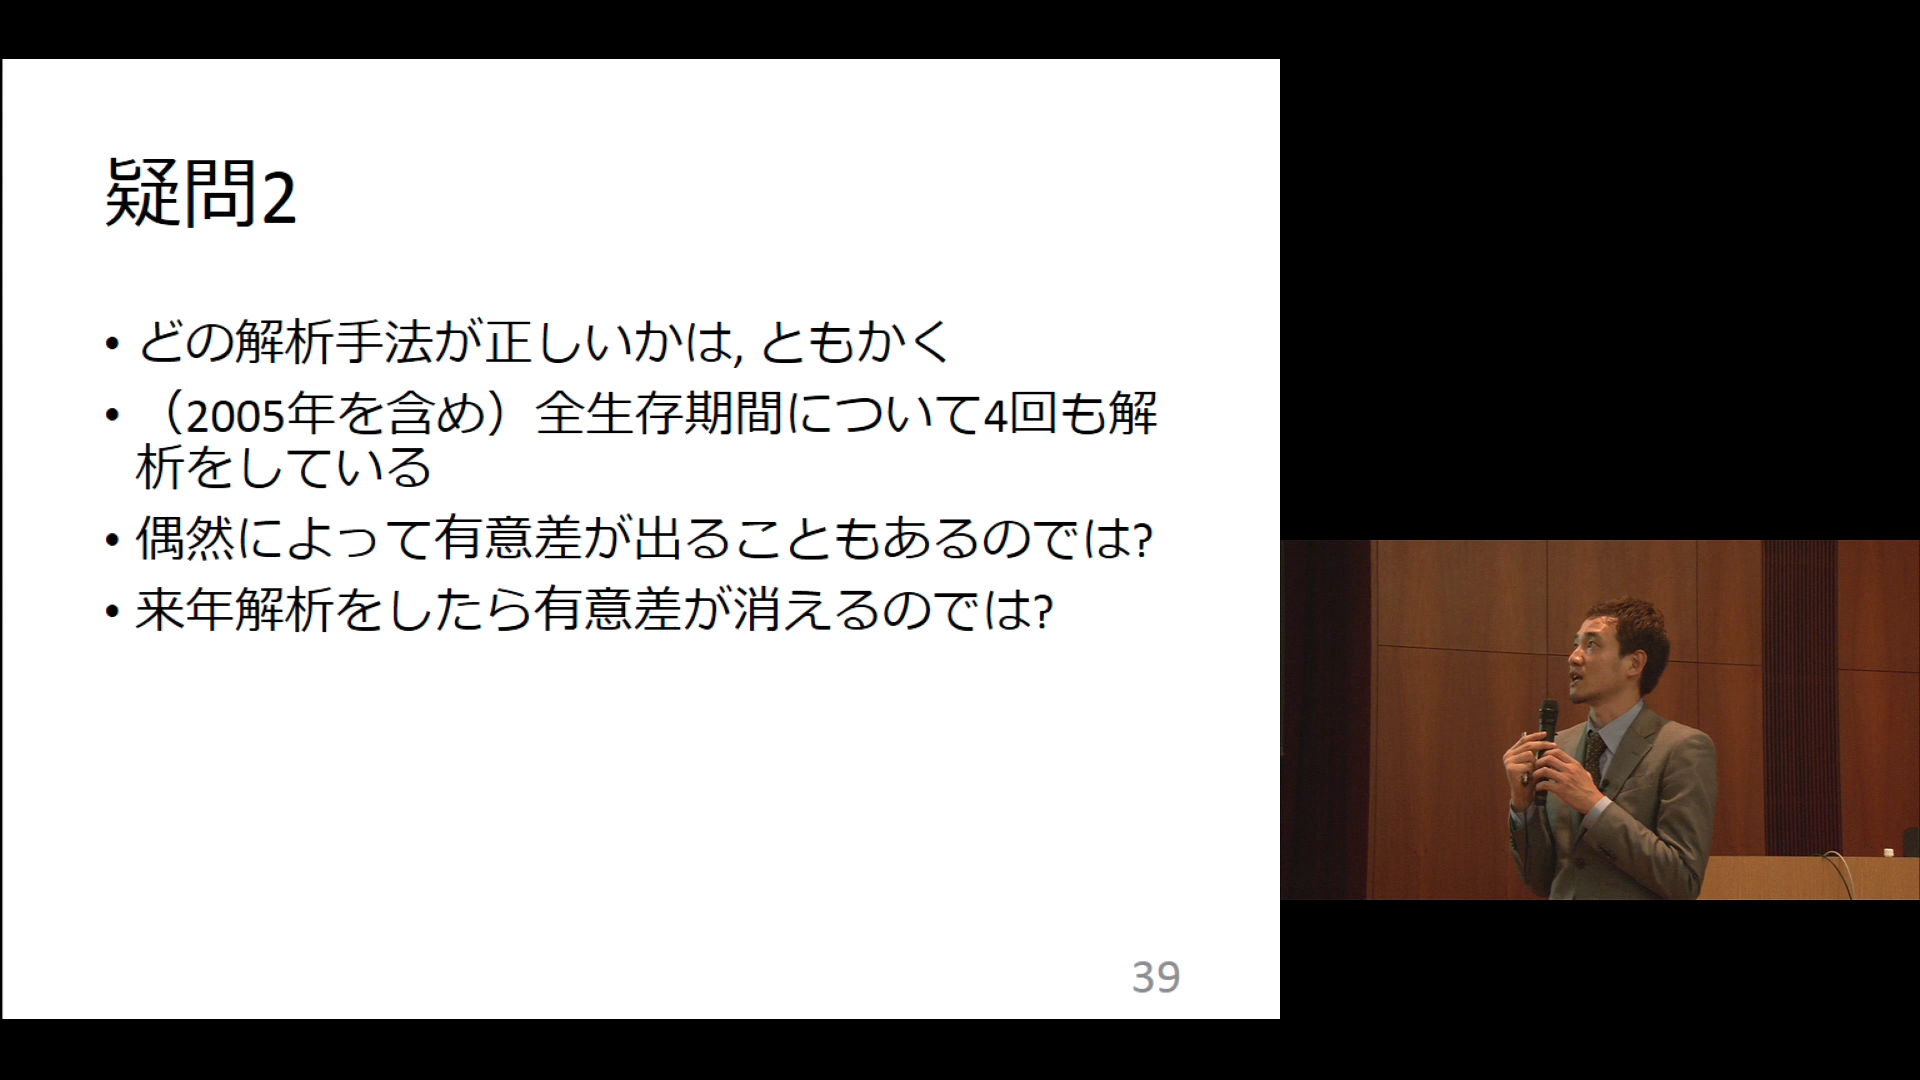 疑問2
• どの解析手法が正しいかは, ともかく
• （2005年を含め）全生存期間について4回も解
析をしている
• 偶然によって有意差が出ることもあるのでは?
• 来年解析をしたら有意差が消えるのでは?
39